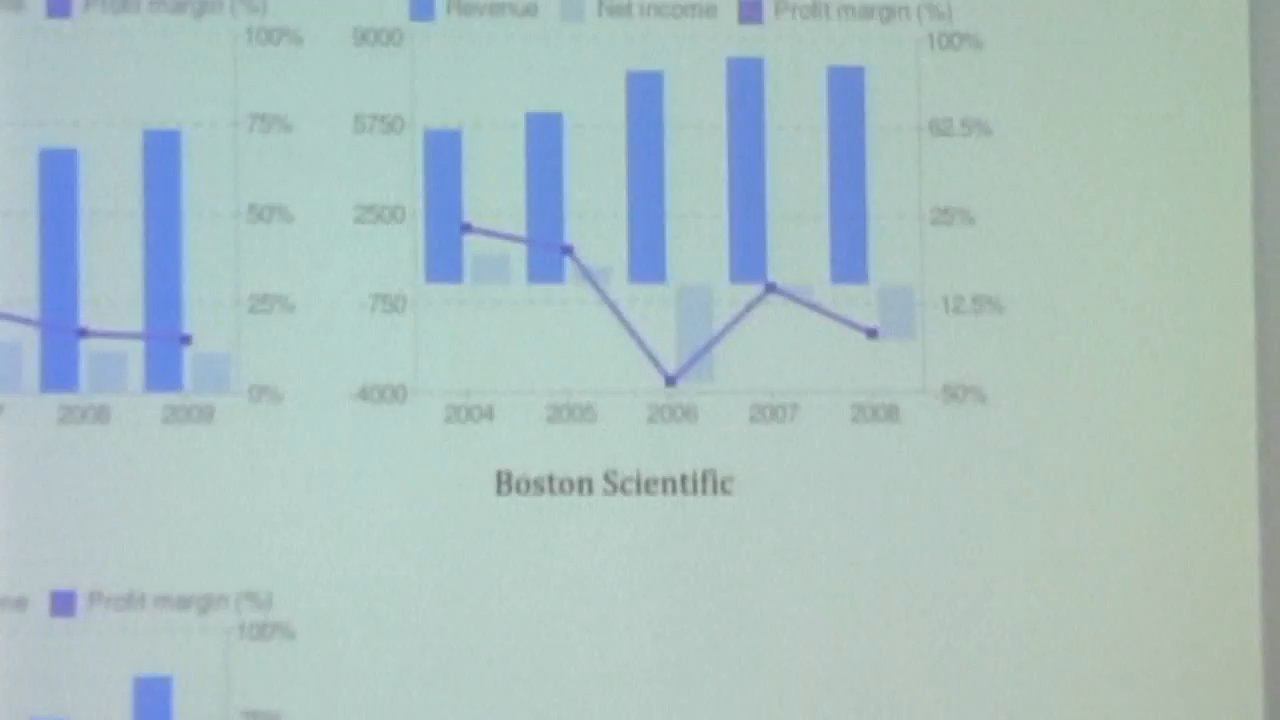 Profit margin (%)
Revenue Net income Profit margin (%)
100% 9000 100%
75% 5750 62.5%
50% 2500 25%
25% -750 -12.5%
0% -4000 -50%
2008 2009 2004 2005 2006 2007 2008
Boston Scientific
Profit margin (%)
100%